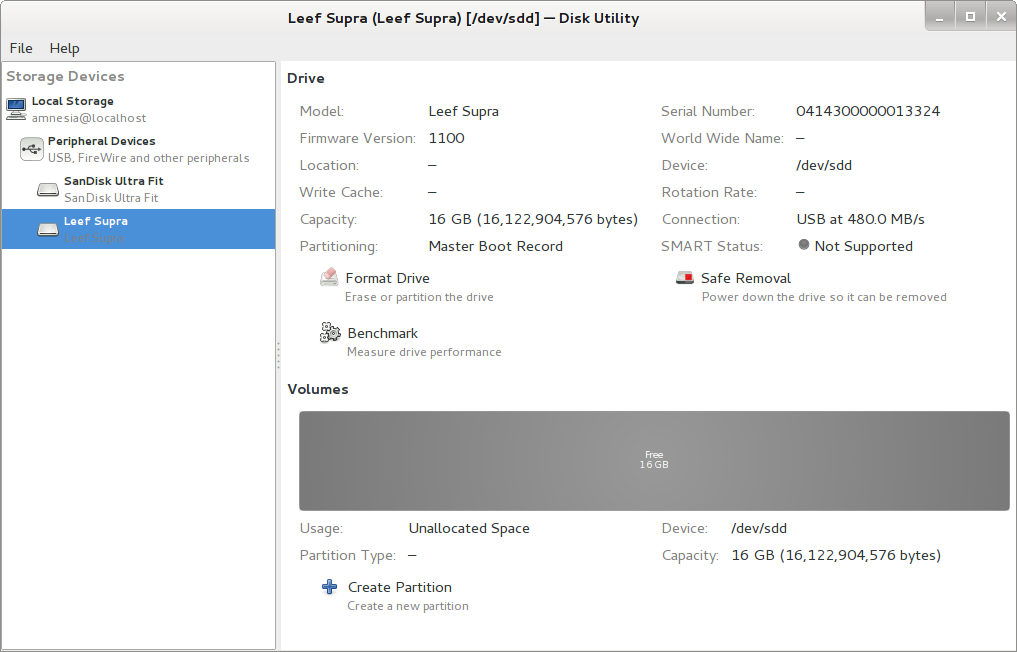 Leef Supra (Leef Supra) [/dev/sdd] — Disk Utility
File Help
Storage Devices
Local Storage
amnesia@localhost
Peripheral Devices
USB, FireWire and other peripherals
SanDisk Ultra Fit
SanDisk Ultra Fit
Leef Supra
Leef Supra
Drive
Model: Leef Supra Serial Number: 0414300000013324
Firmware Version: 1100 World Wide Name: –
Location: – Device: /dev/sdd
Write Cache: – Rotation Rate: –
Capacity: 16 GB (16,122,904,576 bytes) Connection: USB at 480.0 MB/s
Partitioning: Master Boot Record SMART Status: Not Supported
Format Drive Safe Removal
Erase or partition the drive Power down the drive so it can be removed
Benchmark
Measure drive performance
Volumes
Free
16 GB
Usage: Unallocated Space Device: /dev/sdd
Partition Type: – Capacity: 16 GB (16,122,904,576 bytes)
Create Partition
Create a new partition